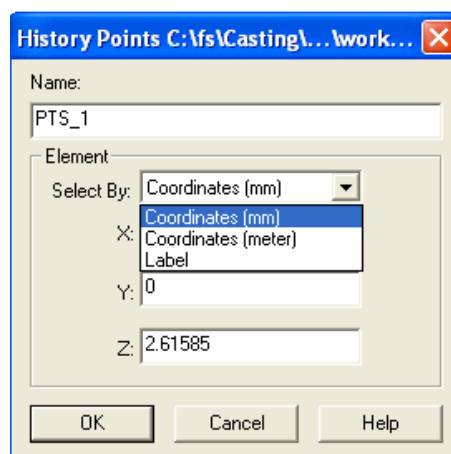 History Points C:\fs\Casting\...\work...
Name:
PTS_1
Element
Select By: Coordinates (mm)
Coordinates (mm)
X: Coordinates (meter)
Label
Y: 0
Z: 2.61585
OK Cancel Help